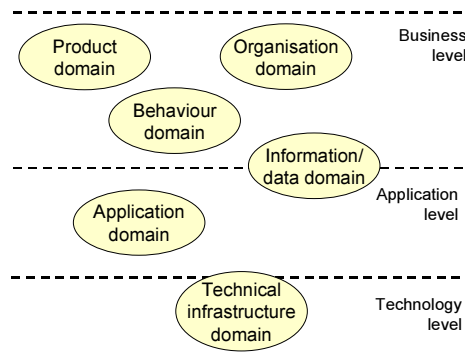 Product
domain
Organisation
domain
Business
level
Behaviour
domain
Information/
data domain
Application
level
Application
domain
Technical
infrastructure
domain
Technology
level